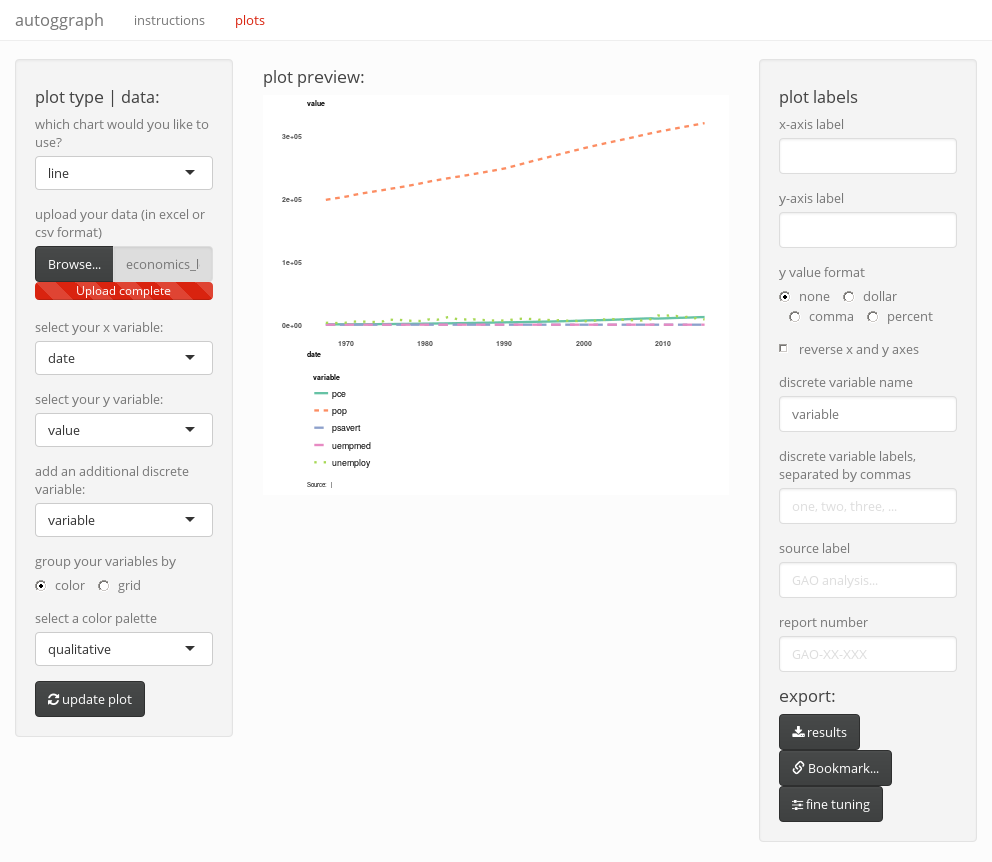 autoggraph instructions plots
plot type | data:
which chart would you like to
use?
line
upload your data (in excel or
csv format)
Browse... economics_l
Upload complete
select your x variable:
date
select your y variable:
value
add an additional discrete
variable:
variable
group your variables by
color grid
select a color palette
qualitative
update plot
plot preview:
value
3e+05
2e+05
1e+05
0e+00
1970 1980 1990 2000 2010
date
variable
pce
pop
psavert
uempmed
unemploy
Source: |
plot labels
x-axis label
y-axis label
y value format
none dollar
comma percent
reverse x and y axes
discrete variable name
variable
discrete variable labels,
separated by commas
one, two, three, ...
source label
GAO analysis...
report number
GAO-XX-XXX
export:
results
Bookmark...
fine tuning